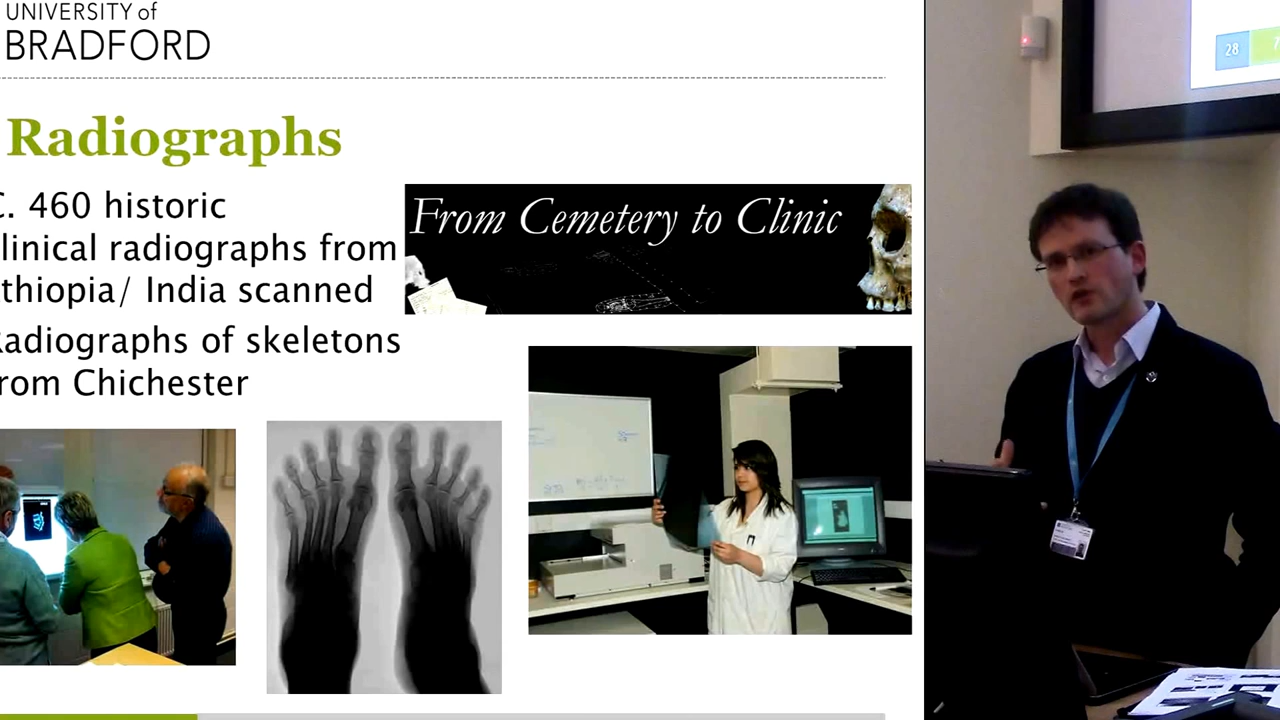 UNIVERSITY of
BRADFORD
Radiographs
C. 460 historic
linical radiographs from
thiopia/ India scanned
Radiographs of skeletons
rom Chichester
From Cemetery to Clinic
28